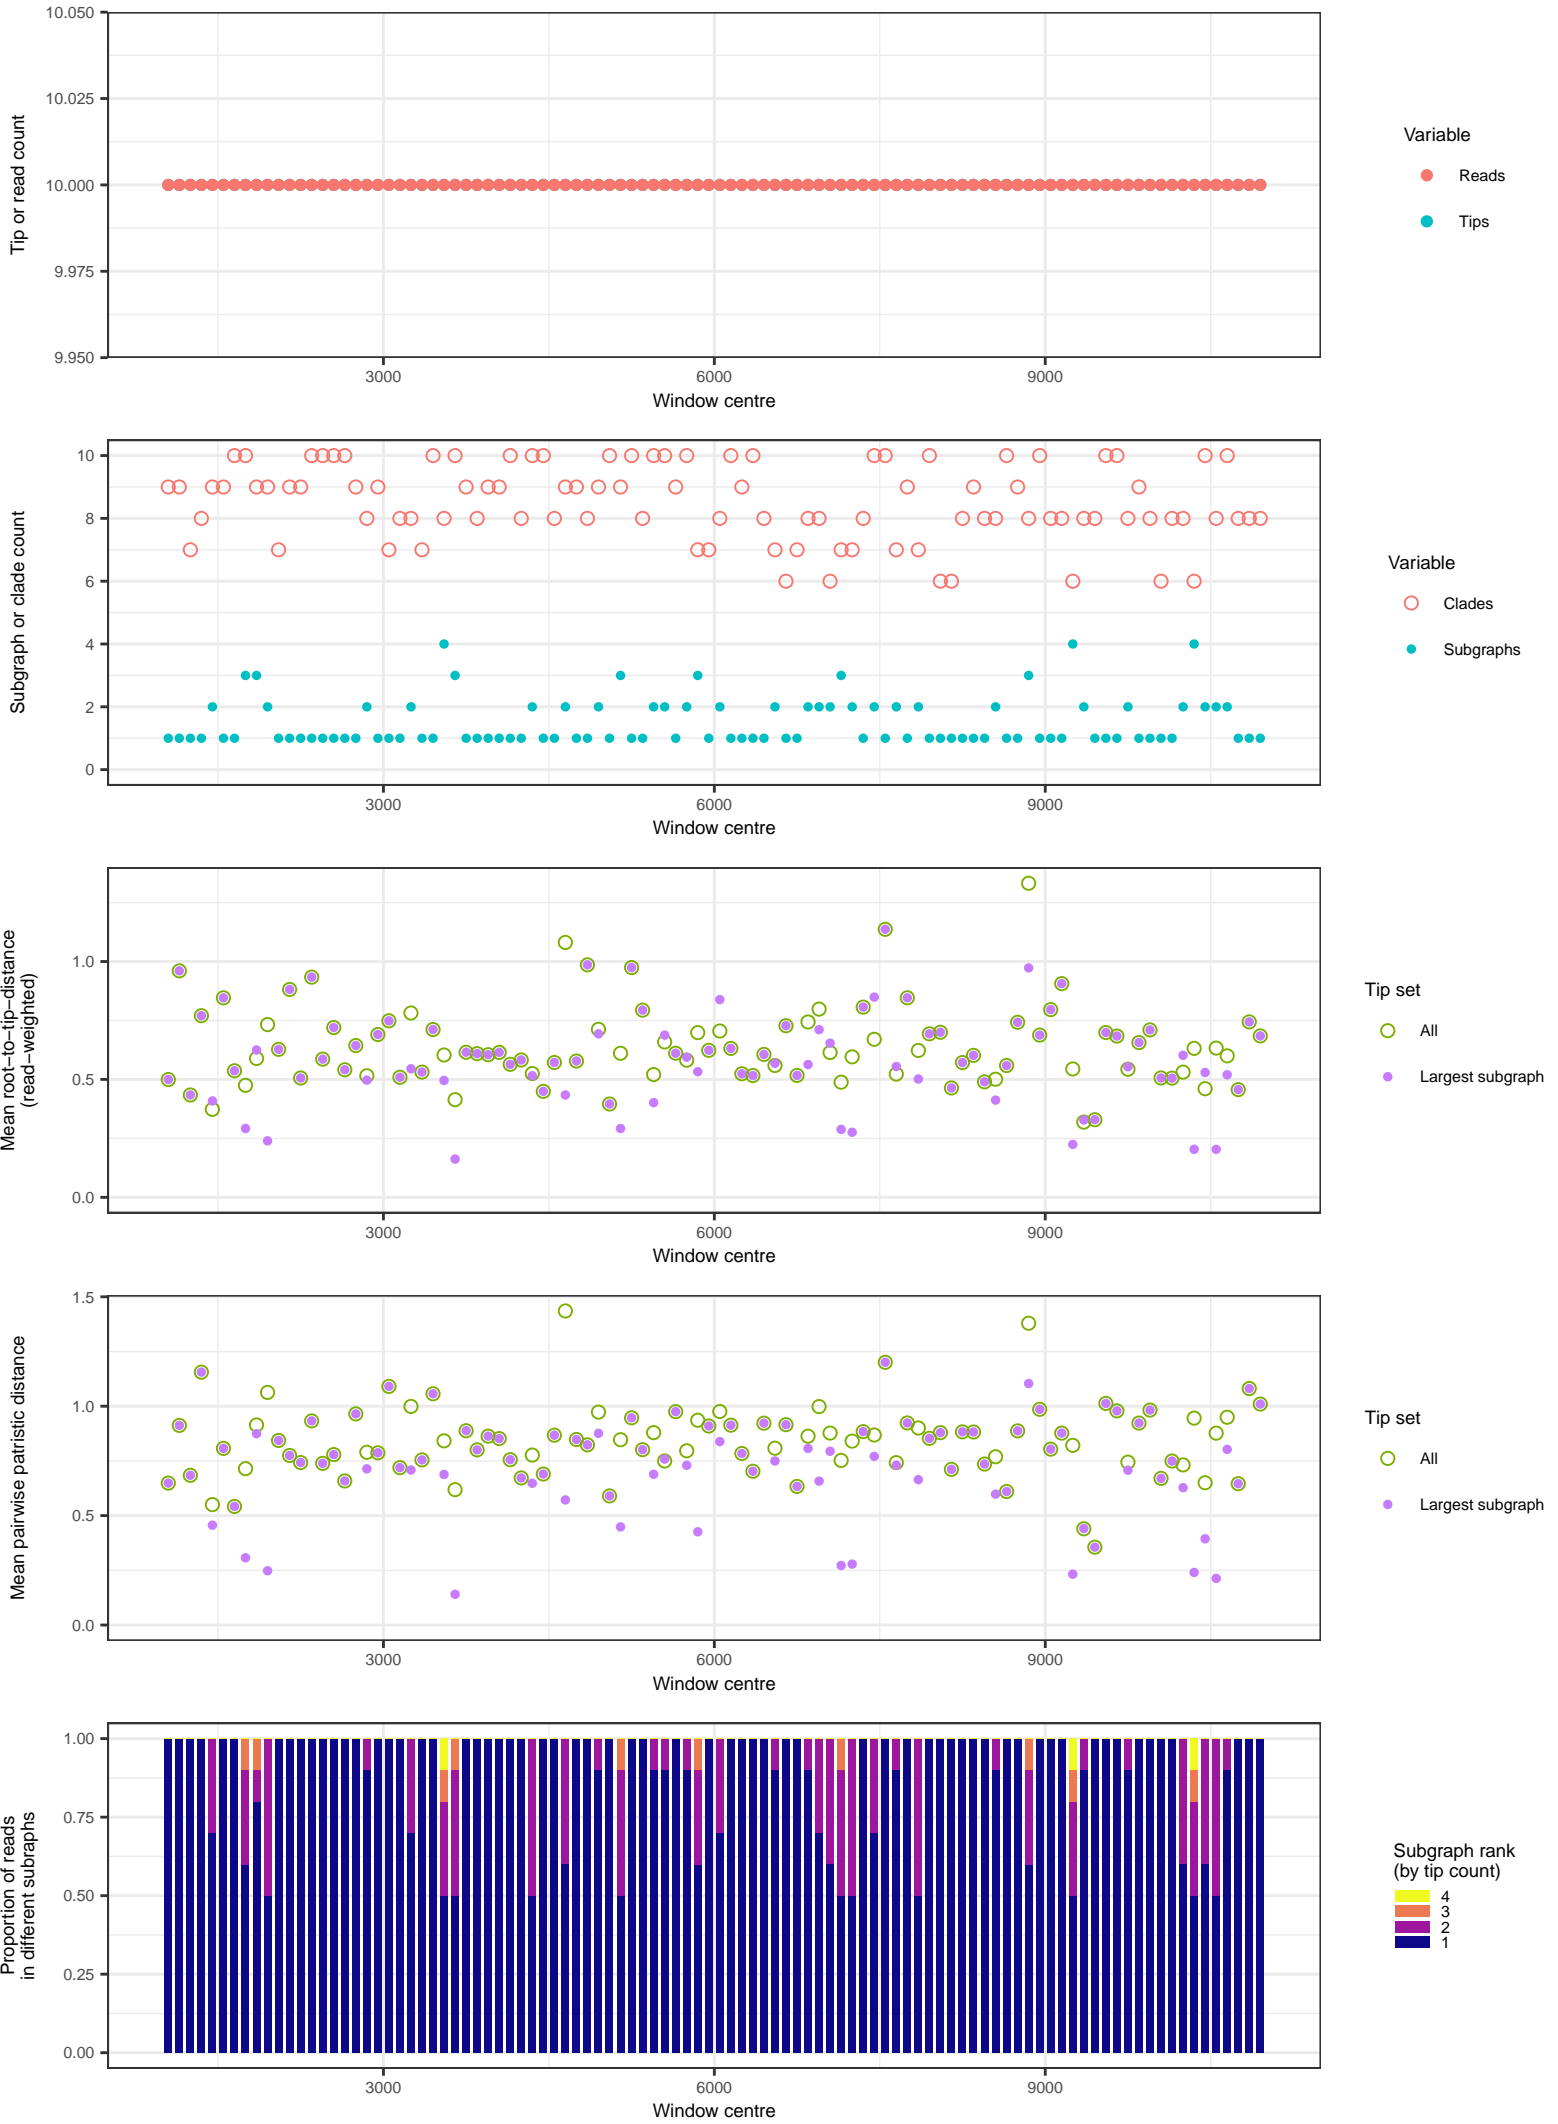 10.050
10.025
10.000
9.975
9.950
Tip or read count
3000
6000
9000
Window centre
Variable
Reads
Tips
10
8
6
4
2
0
Subgraph or clade count
3000
6000
9000
Window centre
Variable
Clades
Subgraphs
1.0
0.5
0.0
Mean root−to−tip−distance
(read−weighted)
3000
6000
9000
Window centre
Tip set
All
Largest subgraph
1.5
1.0
0.5
0.0
Mean pairwise patristic distance
3000
6000
9000
Window centre
Tip set
All
Largest subgraph
1.00
0.75
0.50
0.25
0.00
Proportion of reads
in different subraphs
3000
6000
9000
Window centre
Subgraph rank
(by tip count)
4
3
2
1